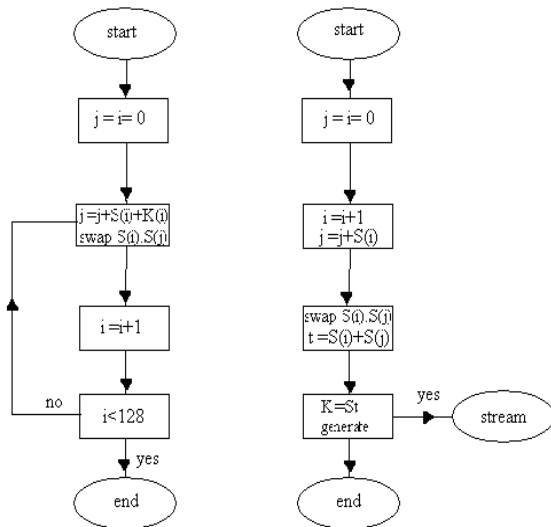 start
j = i= 0
j =j+S(i)+K(i)
swap S(i).S(j)
i =i+1
no
i<128
yes
end
start
j = i= 0
i =i+1
j =j+S(i)
swap S(i).S(j)
t =S(i)+S(j)
K=St
generate
yes
stream
end